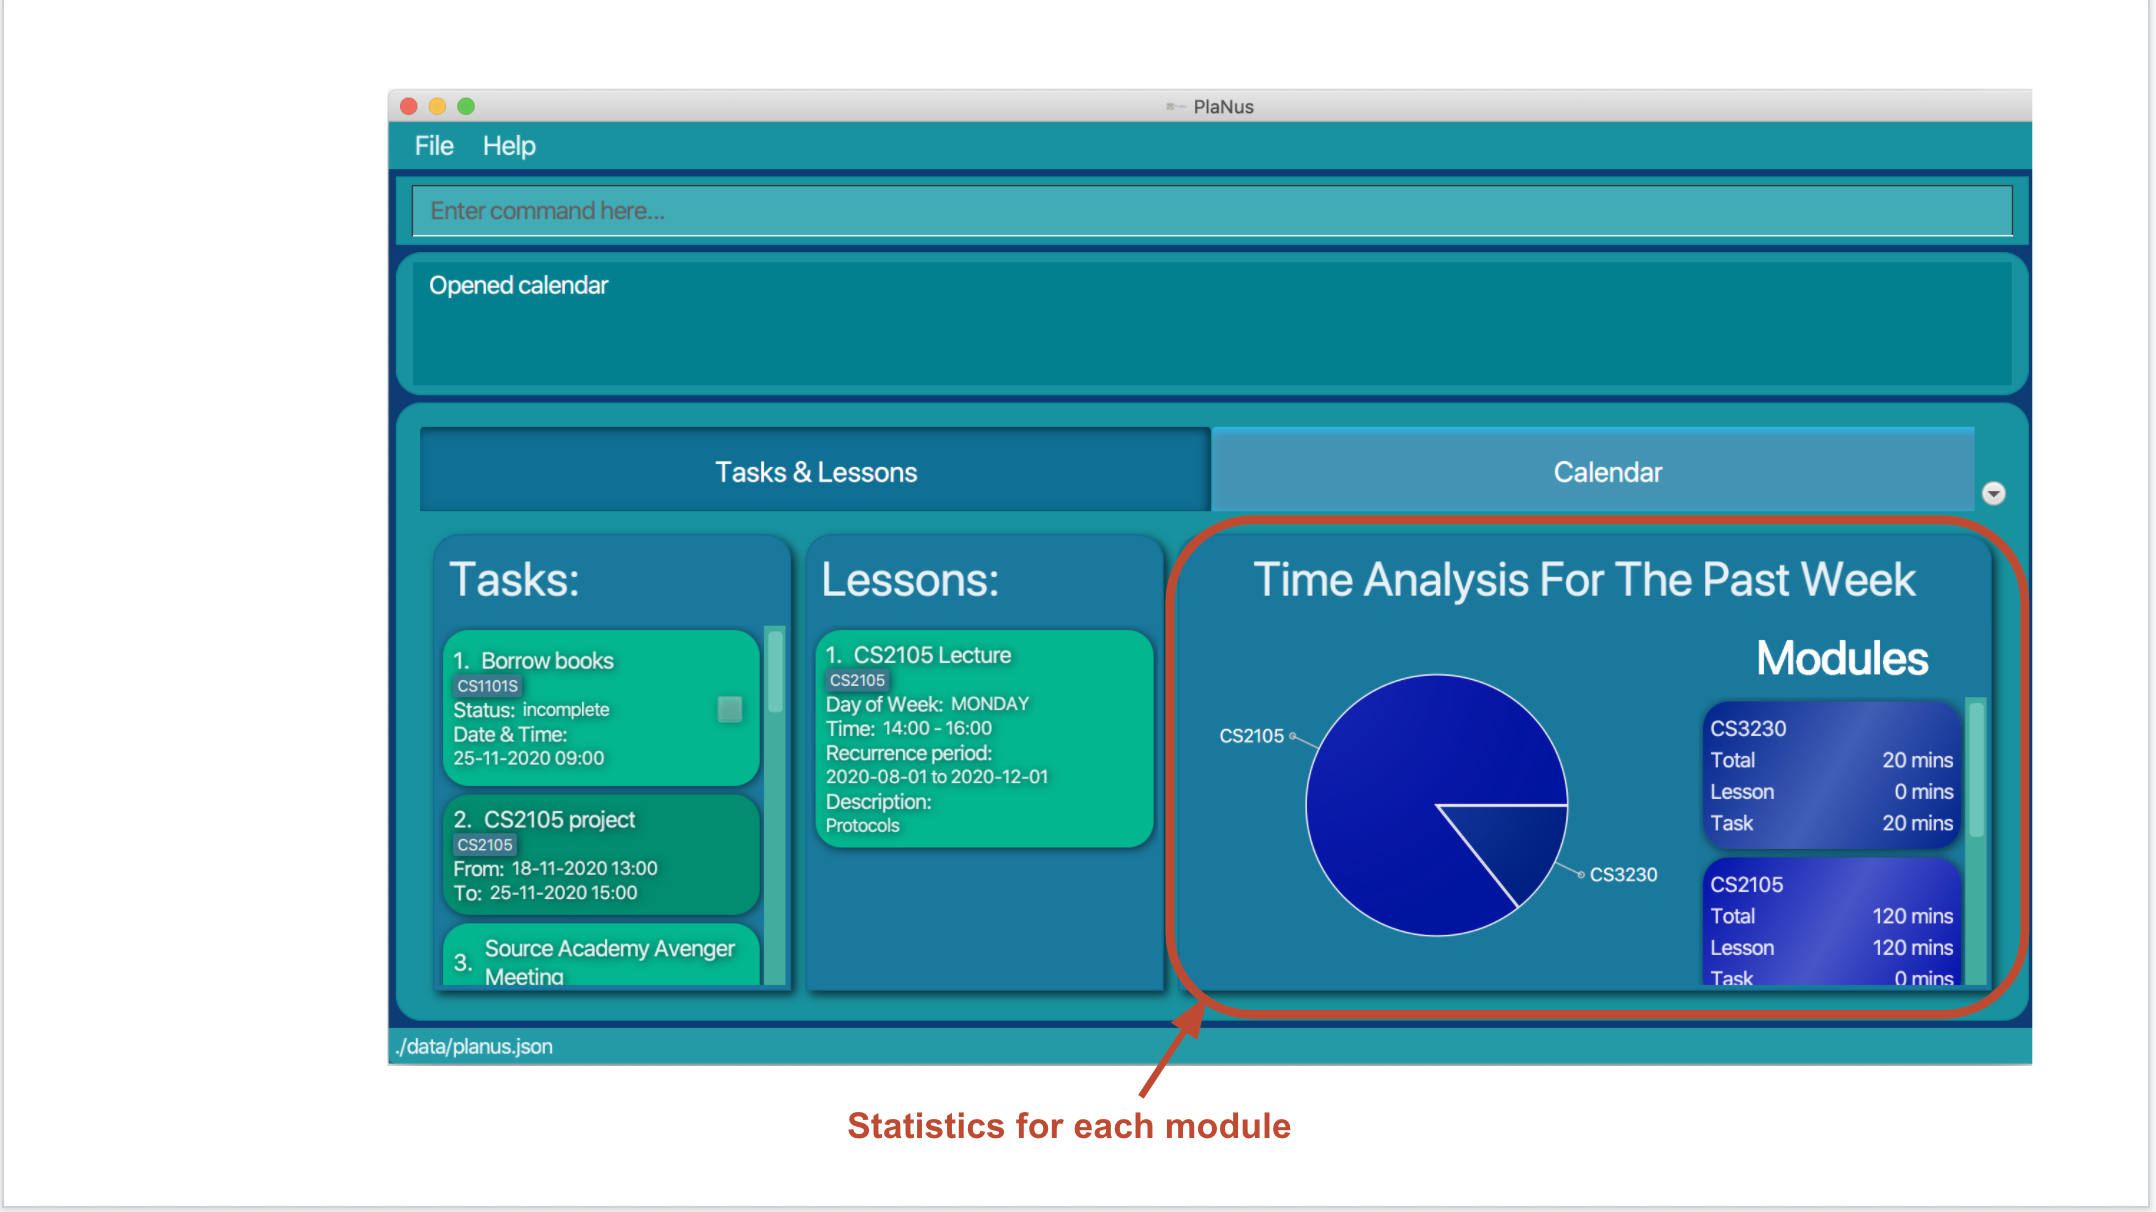 PlaNus
File Help
Enter command here...
Opened calendar
Tasks & Lessons
Calendar
Tasks:
1. Borrow books
CS1101S
Status: incomplete
Date & Time:
25-11-2020 09:00
2. CS2105 project
CS2105
From: 18-11-2020 13:00
To: 25-11-2020 15:00
3. Source Academy Avenger
Meeting
Lessons:
1. CS2105 Lecture
CS2105
Day of Week: MONDAY
Time: 14:00 - 16:00
Recurrence period:
2020-08-01 to 2020-12-01
Description:
Protocols
Time Analysis For The Past Week
CS2105
CS3230
Modules
CS3230
Total 20 mins
Lesson 0 mins
Task 20 mins
CS2105
Total 120 mins
Lesson 120 mins
Task 0 mins
./data/planus.json
Statistics for each module